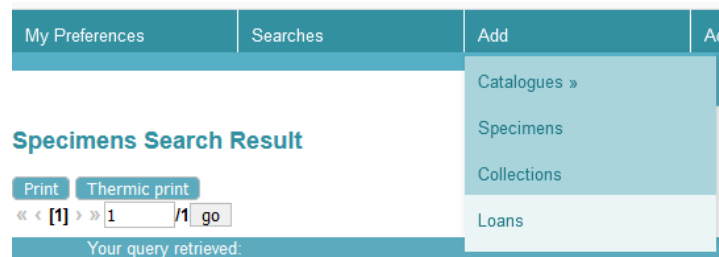 My Preferences Searches Add
Catalogues »
Specimens
Collections
Loans
Specimens Search Result
Print Thermic print
« ‹ [1] › » 1 /1 go
Your query retrieved: